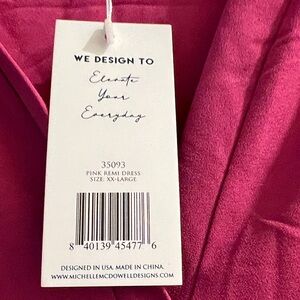 WE DESIGN TO
Elevate
Your
Everyday
35093
PINK REMI DRESS
SIZE: XX-LARGE
8 40139 45477 6
DESIGNED IN USA. MADE IN CHINA.
WWW.MICHELLEMCDOWELLDESIGNS.COM